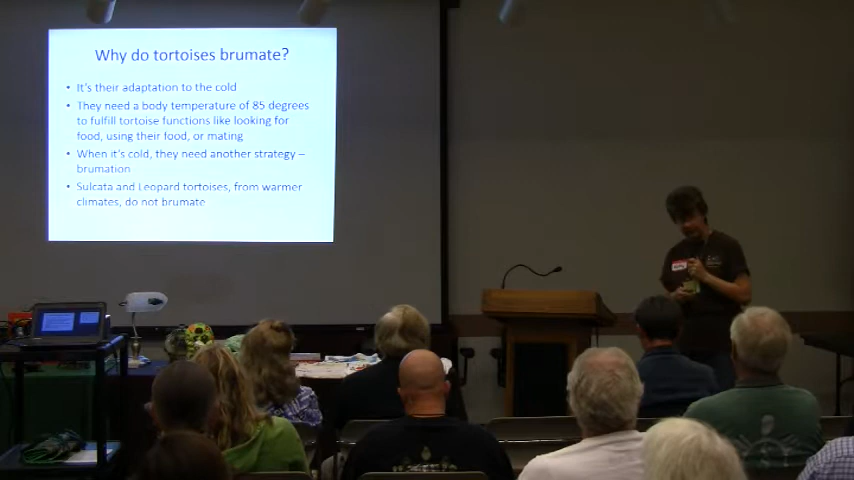 Why do tortoises brumate?
• It's their adaptation to the cold
• They need a body temperature of 85 degrees
to fulfill tortoise functions like looking for
food, using their food, or mating
• When it's cold, they need another strategy –
brumation
• Sulcata and Leopard tortoises, from warmer
climates, do not brumate